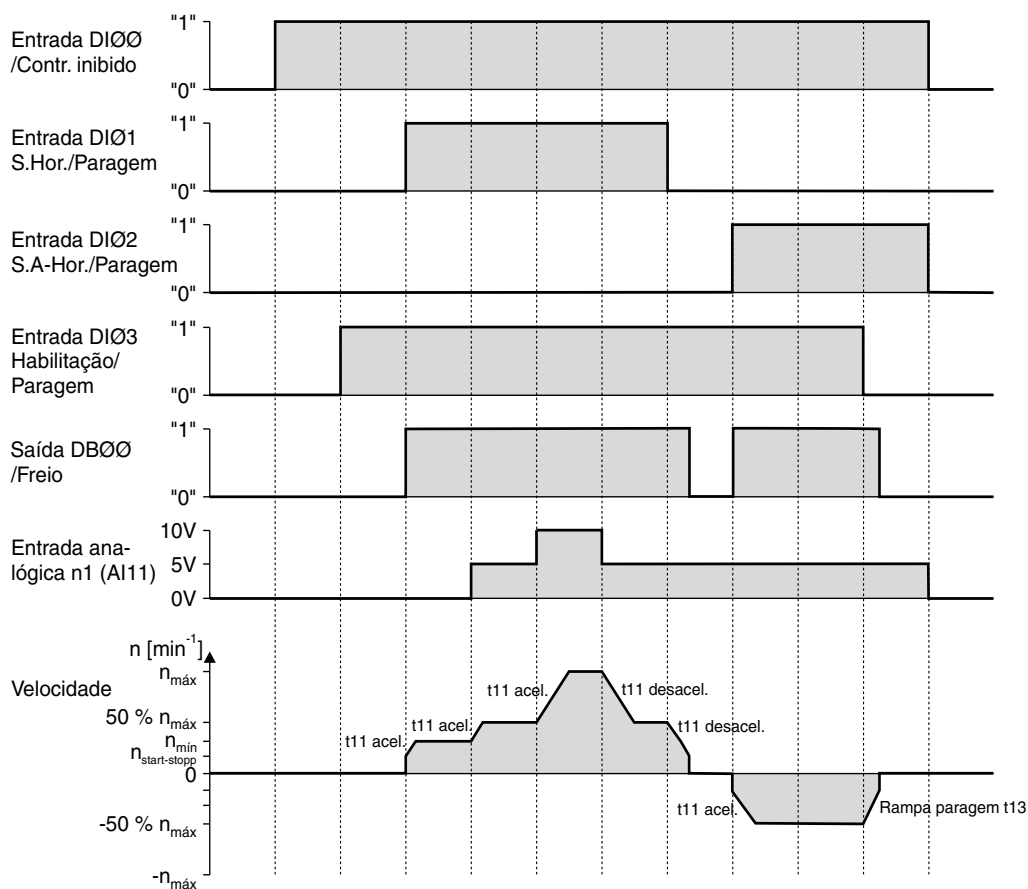 "1"
Entrada DIØØ
/Contr. inibido
"0"
"1"
Entrada DIØ1
S.Hor./Paragem
"0"
"1"
Entrada DIØ2
S.A-Hor./Paragem
"0"
"1"
Entrada DIØ3
Habilitação/
Paragem
"0"
"1"
Saída DBØØ
/Freio
"0"
10V
Entrada ana-
lógica n1 (AI11)
5V
0V
n [min-1]
nmáx
Velocidade
t11 acel.
t11 desacel.
50 % nmáx
t11 acel.
t11 desacel.
t11 acel.
nmín
nstart-stopp
0
t11 acel.
Rampa paragem t13
-50 % nmáx
-nmáx